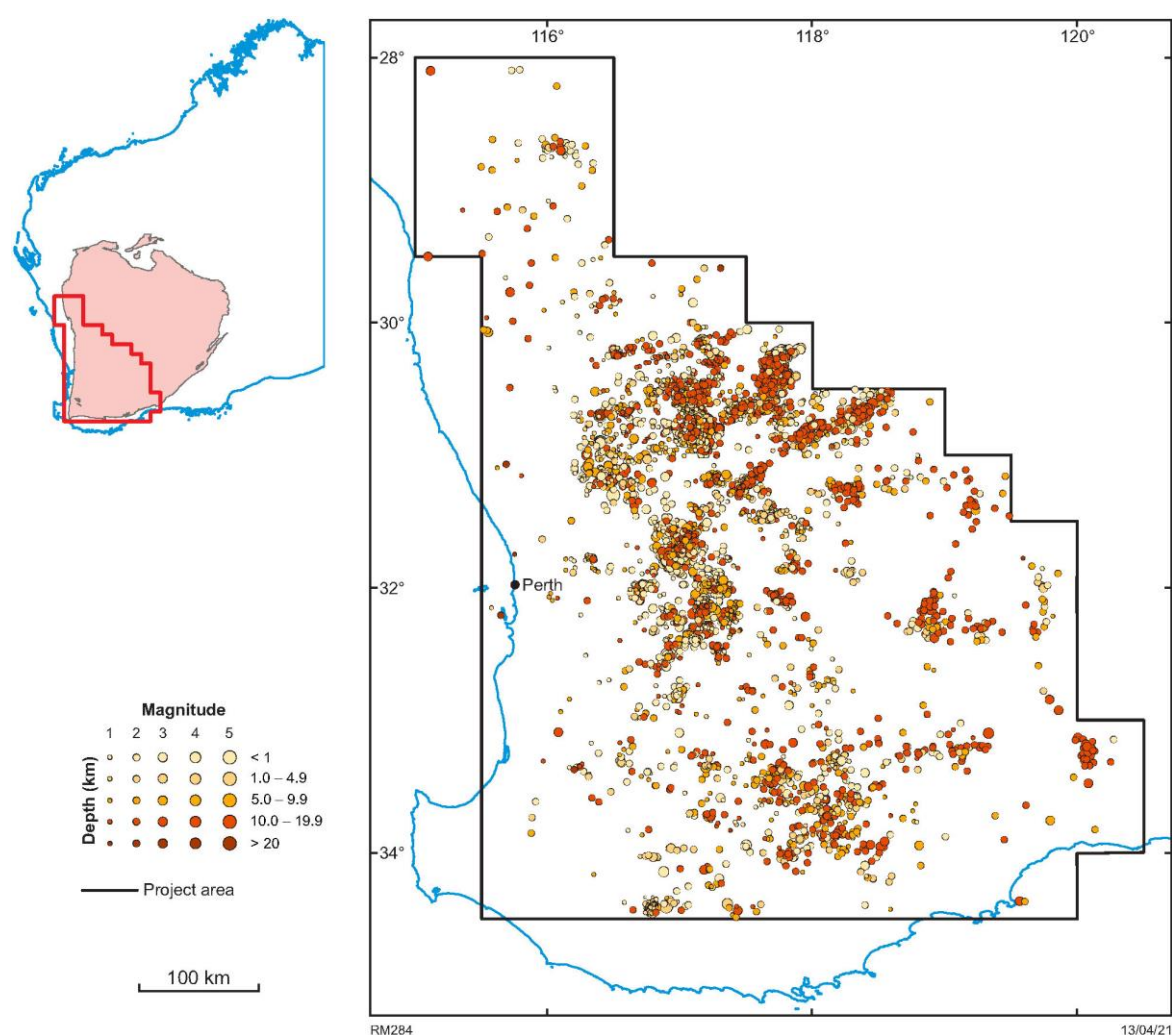 116°
118°
120°
28°
30°
32°
34°
Perth
Magnitude
1 2 3 4 5
Depth (km)
< 1
1.0 – 4.9
5.0 – 9.9
10.0 – 19.9
> 20
Project area
100 km
RM284
13/04/21